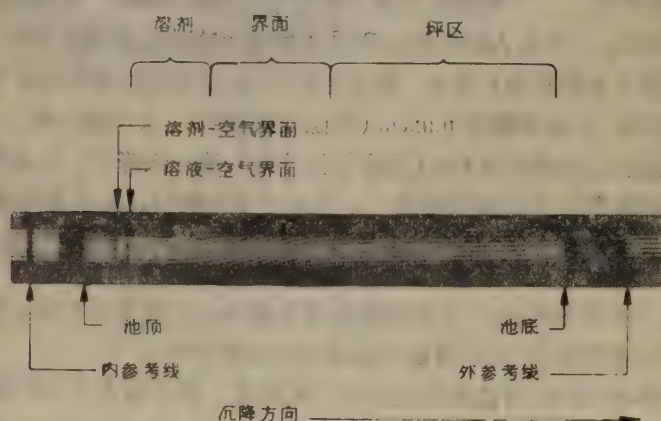 溶剂 界面 坪区
溶剂-空气界面
溶液-空气界面
池顶 池底
内参考线 外参考线
沉降方向